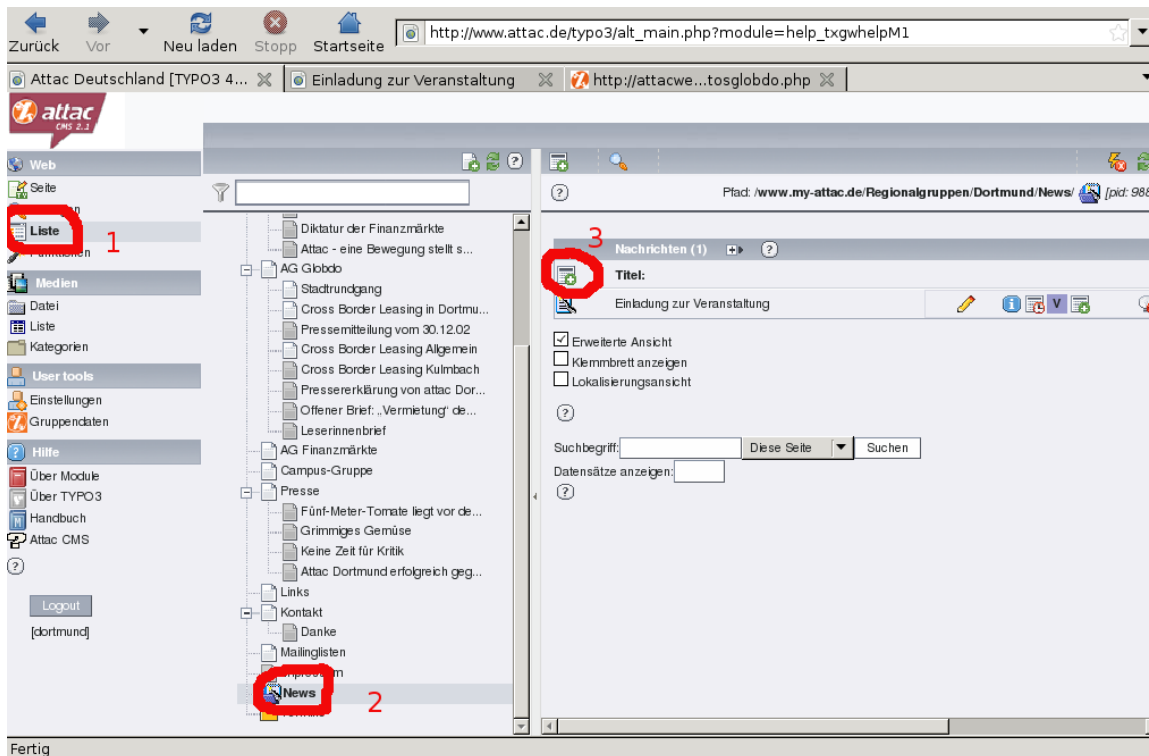 Zurück Vor Neu laden Stopp Startseite http://www.attac.de/typo3/alt_main.php?module=help_txgwhelpM1
Attac Deutschland [TYPO3 4... Einladung zur Veranstaltung http://attacwe...tosglobdo.php
attac
CMS 2.1
Web
Seite
Liste
1
Funktionen
Medien
Datei
Liste
Kategorien
User tools
Einstellungen
Gruppendaten
Hilfe
Über Module
Über TYPO3
Handbuch
Attac CMS
Logout
[dortmund]
Diktatur der Finanzmärkte
Attac - eine Bewegung stellt s...
AG Globdo
Stadtrundgang
Cross Border Leasing in Dortmu...
Pressemitteilung vom 30.12.02
Cross Border Leasing Allgemein
Cross Border Leasing Kulmbach
Pressererklärung von attac Dor...
Offener Brief: „Vermietung“ de...
Leserinnenbrief
AG Finanzmärkte
Campus-Gruppe
Presse
Fünf-Meter-Tomate liegt vor de...
Grimmiges Gemüse
Keine Zeit für Kritik
Attac Dortmund erfolgreich geg...
Links
Kontakt
Danke
Mailinglisten
Impressum
News
2
Pfad: /www.my-attac.de/Regionalgruppen/Dortmund/News/ [pid: 988
3
Nachrichten (1)
Titel:
Einladung zur Veranstaltung
V
Erweiterte Ansicht
Klemmbrett anzeigen
Lokalisierungsansicht
Suchbegriff: Diese Seite Suchen
Datensätze anzeigen:
Fertig